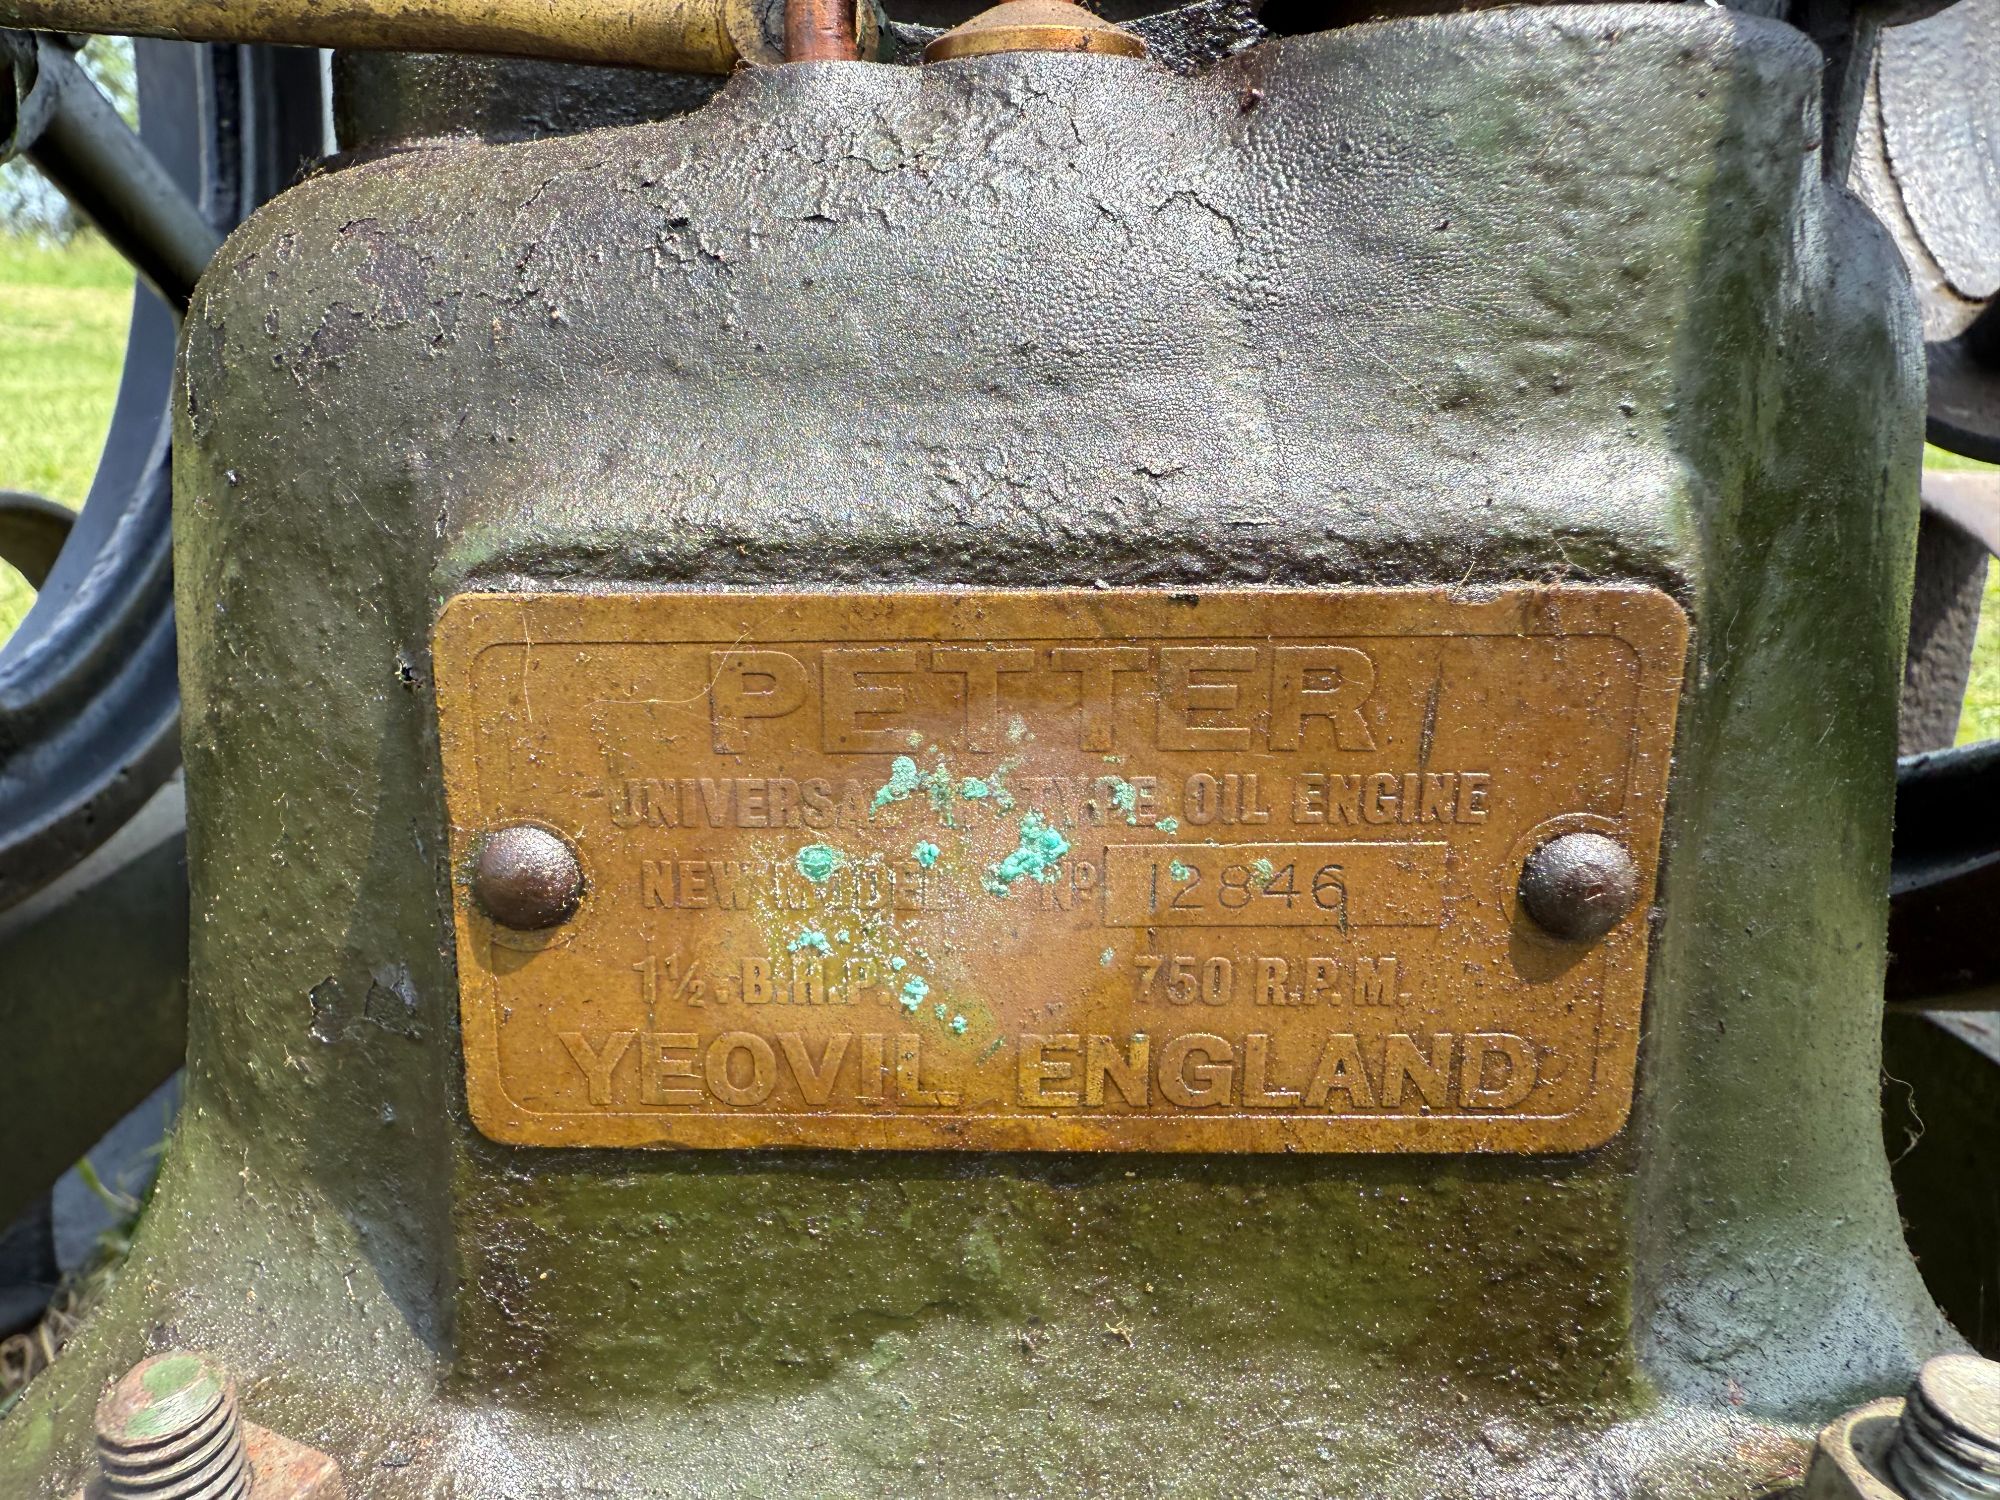 PETTER
UNIVERSAL TYPE OIL ENGINE
NEW MODEL Nº 12846
1½. B.H.P. 750 R.P.M.
YEOVIL ENGLAND